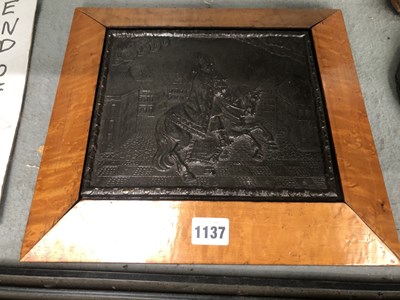 END OF
1137